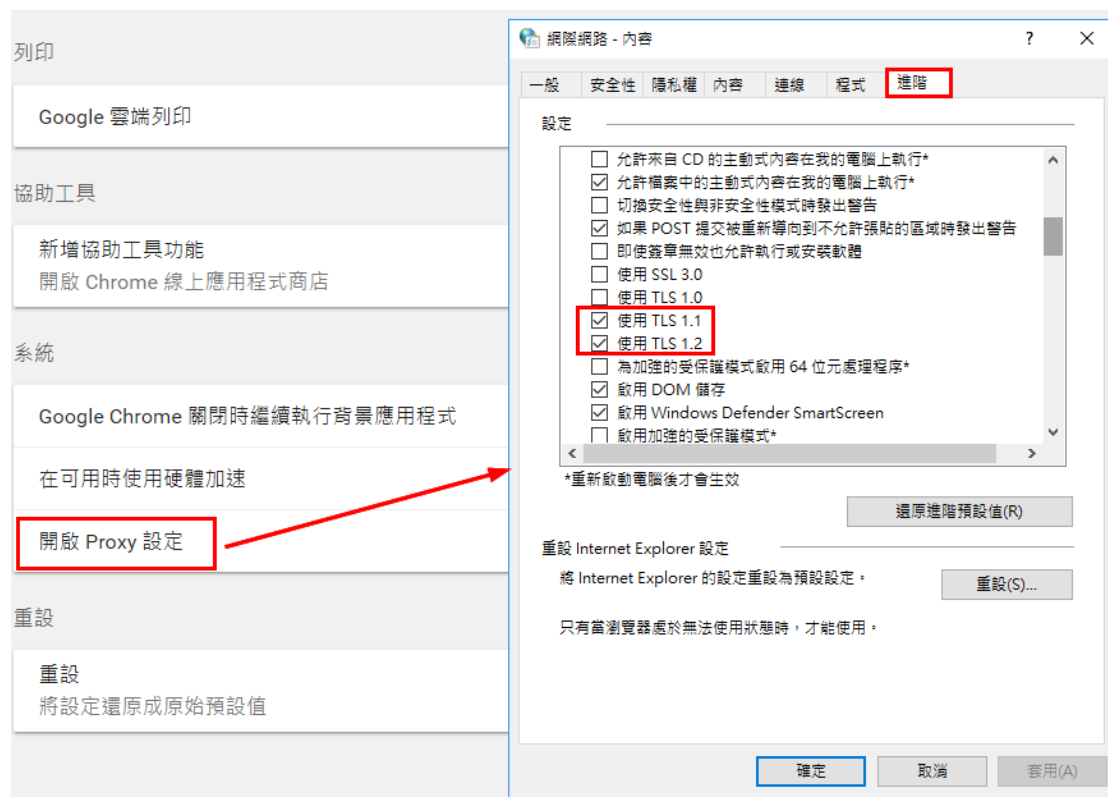 列印
Google 雲端列印
協助工具
新增協助工具功能
開啟 Chrome 線上應用程式商店
系統
Google Chrome 關閉時繼續執行背景應用程式
在可用時使用硬體加速
開啟 Proxy 設定
重設
重設
將設定還原成原始預設值
網際網路 - 內容
?
一般 安全性 隱私權 內容 連線 程式 進階
設定
允許來自 CD 的主動式內容在我的電腦上執行*
允許檔案中的主動式內容在我的電腦上執行*
切換安全性與非安全性模式時發出警告
如果 POST 提交被重新導向到不允許張貼的區域時發出警告
即使簽章無效也允許執行或安裝軟體
使用 SSL 3.0
使用 TLS 1.0
使用 TLS 1.1
使用 TLS 1.2
為加強的受保護模式啟用 64 位元處理程序*
啟用 DOM 儲存
啟用 Windows Defender SmartScreen
啟用加強的受保護模式*
*重新啟動電腦後才會生效
還原進階預設值(R)
重設 Internet Explorer 設定
將 Internet Explorer 的設定重設為預設設定。
重設(S)...
只有當瀏覽器處於無法使用狀態時，才能使用。
確定 取消 套用(A)